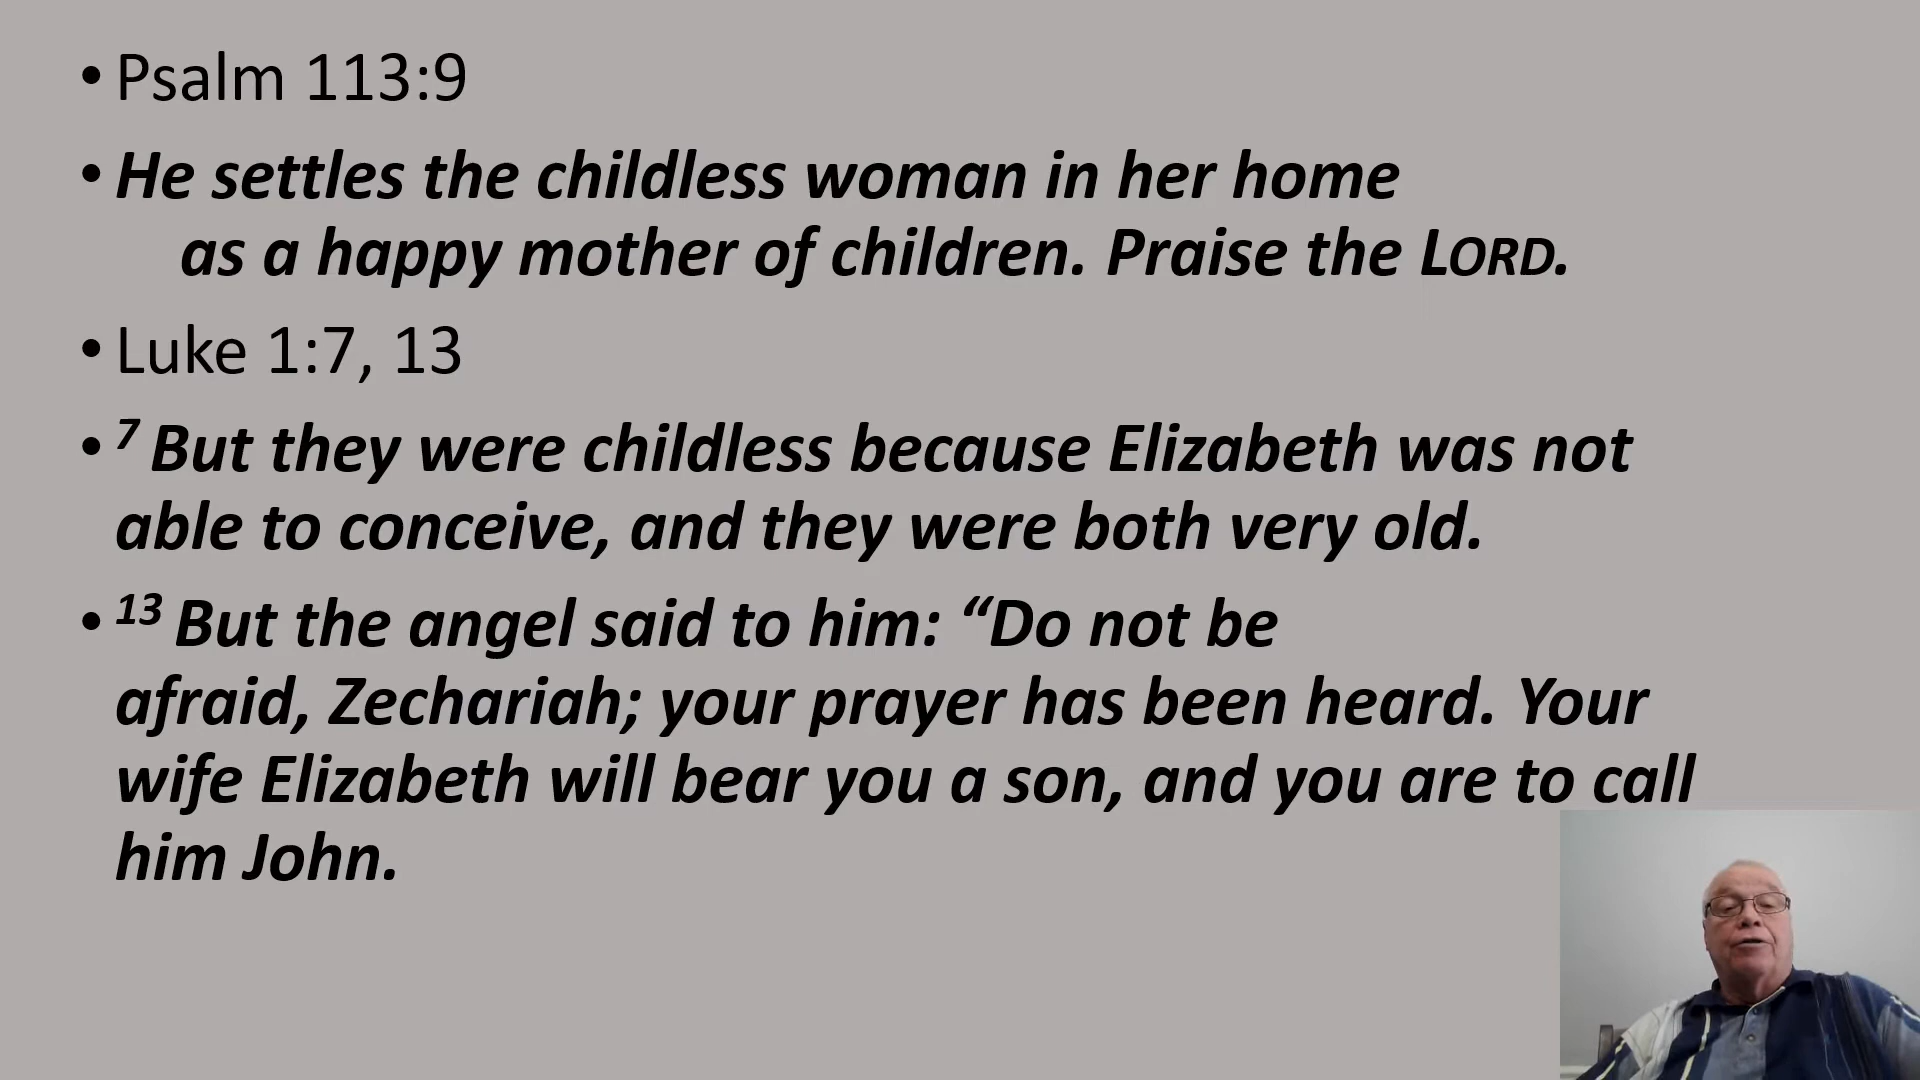 • Psalm 113:9
• He settles the childless woman in her home
as a happy mother of children. Praise the LORD.
• Luke 1:7, 13
• 7 But they were childless because Elizabeth was not
able to conceive, and they were both very old.
• 13 But the angel said to him: “Do not be
afraid, Zechariah; your prayer has been heard. Your
wife Elizabeth will bear you a son, and you are to call
him John.